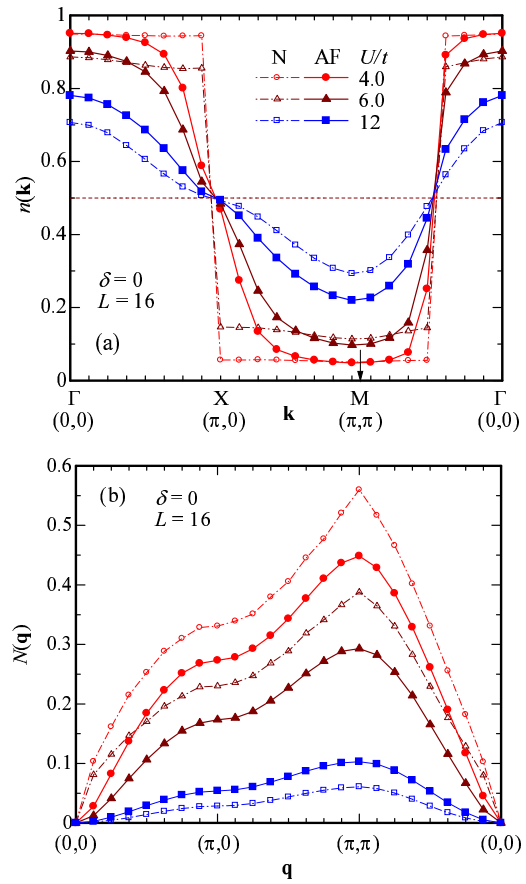 1
0.8
0.6
0.4
0.2
0
n(k)
N AF U/t
4.0
6.0
12
δ = 0
L = 16
(a)
Γ X M Γ
(0,0) (π,0) k (π,π) (0,0)
0.6
0.5
0.4
0.3
0.2
0.1
0
N(q)
(b) δ = 0
L = 16
(0,0) (π,0) (π,π) (0,0)
q